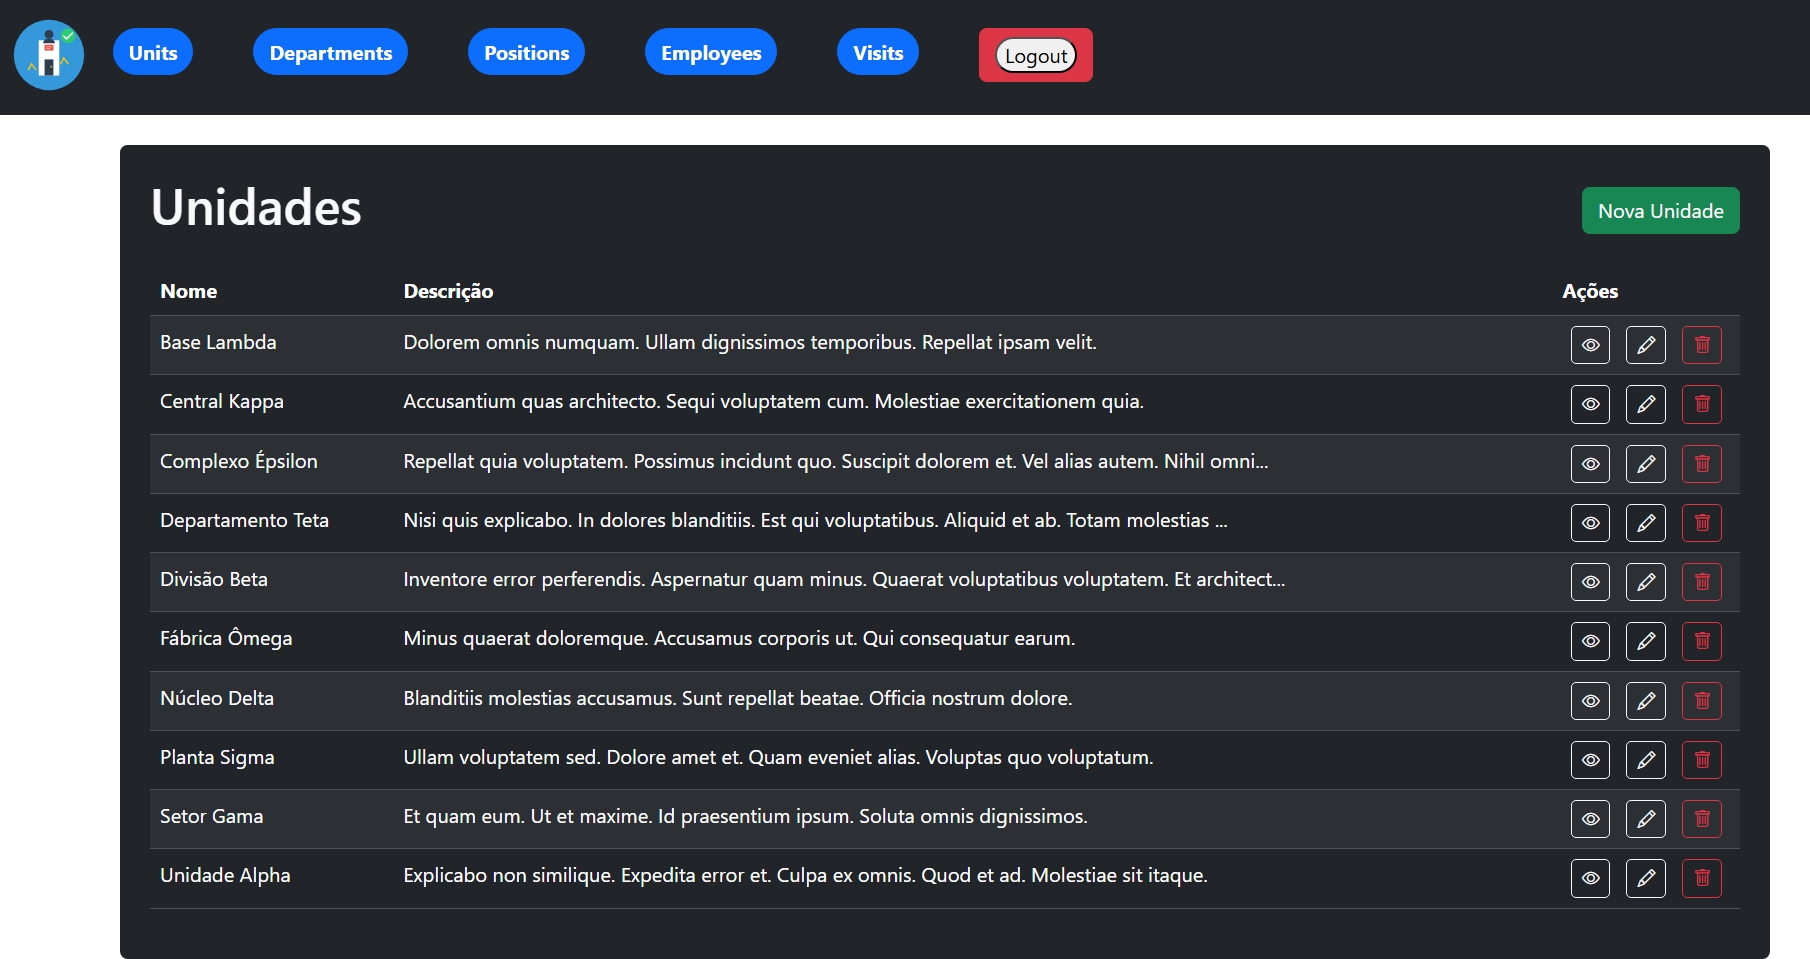 Units Departments Positions Employees Visits Logout
Unidades
Nova Unidade
Nome Descrição Ações
Base Lambda Dolorem omnis numquam. Ullam dignissimos temporibus. Repellat ipsam velit.
Central Kappa Accusantium quas architecto. Sequi voluptatem cum. Molestiae exercitationem quia.
Complexo Épsilon Repellat quia voluptatem. Possimus incidunt quo. Suscipit dolorem et. Vel alias autem. Nihil omni...
Departamento Teta Nisi quis explicabo. In dolores blanditiis. Est qui voluptatibus. Aliquid et ab. Totam molestias ...
Divisão Beta Inventore error perferendis. Aspernatur quam minus. Quaerat voluptatibus voluptatem. Et architect...
Fábrica Ômega Minus quaerat doloremque. Accusamus corporis ut. Qui consequatur earum.
Núcleo Delta Blanditiis molestias accusamus. Sunt repellat beatae. Officia nostrum dolore.
Planta Sigma Ullam voluptatem sed. Dolore amet et. Quam eveniet alias. Voluptas quo voluptatum.
Setor Gama Et quam eum. Ut et maxime. Id praesentium ipsum. Soluta omnis dignissimos.
Unidade Alpha Explicabo non similique. Expedita error et. Culpa ex omnis. Quod et ad. Molestiae sit itaque.